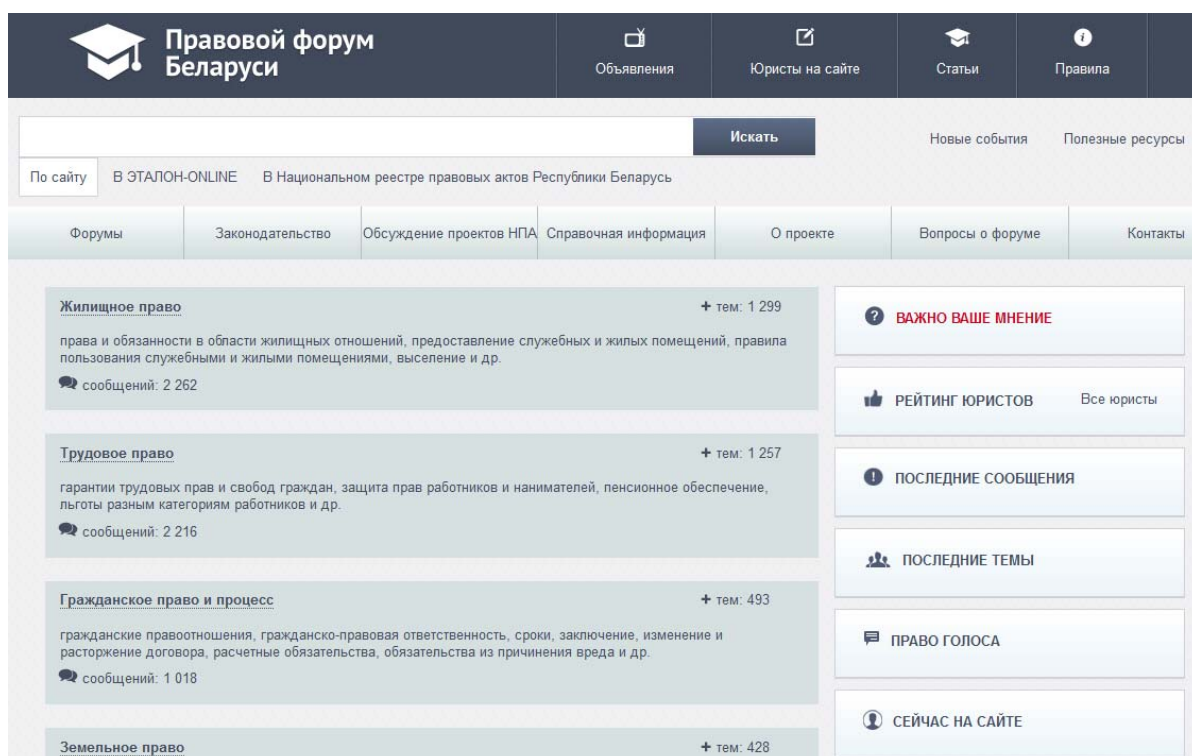 Правовой форум
Беларуси
Объявления
Юристы на сайте
Статьи
Правила
Искать
Новые события
Полезные ресурсы
По сайту
В ЭТАЛОН-ONLINE
В Национальном реестре правовых актов Республики Беларусь
Форумы
Законодательство
Обсуждение проектов НПА
Справочная информация
О проекте
Вопросы о форуме
Контакты
Жилищное право
+ тем: 1 299
права и обязанности в области жилищных отношений, предоставление служебных и жилых помещений, правила
пользования служебными и жилыми помещениями, выселение и др.
сообщений: 2 262
Трудовое право
+ тем: 1 257
гарантии трудовых прав и свобод граждан, защита прав работников и нанимателей, пенсионное обеспечение,
льготы разным категориям работников и др.
сообщений: 2 216
Гражданское право и процесс
+ тем: 493
гражданские правоотношения, гражданско-правовая ответственность, сроки, заключение, изменение и
расторжение договора, расчетные обязательства, обязательства из причинения вреда и др.
сообщений: 1 018
Земельное право
+ тем: 428
ВАЖНО ВАШЕ МНЕНИЕ
РЕЙТИНГ ЮРИСТОВ
Все юристы
ПОСЛЕДНИЕ СООБЩЕНИЯ
ПОСЛЕДНИЕ ТЕМЫ
ПРАВО ГОЛОСА
СЕЙЧАС НА САЙТЕ